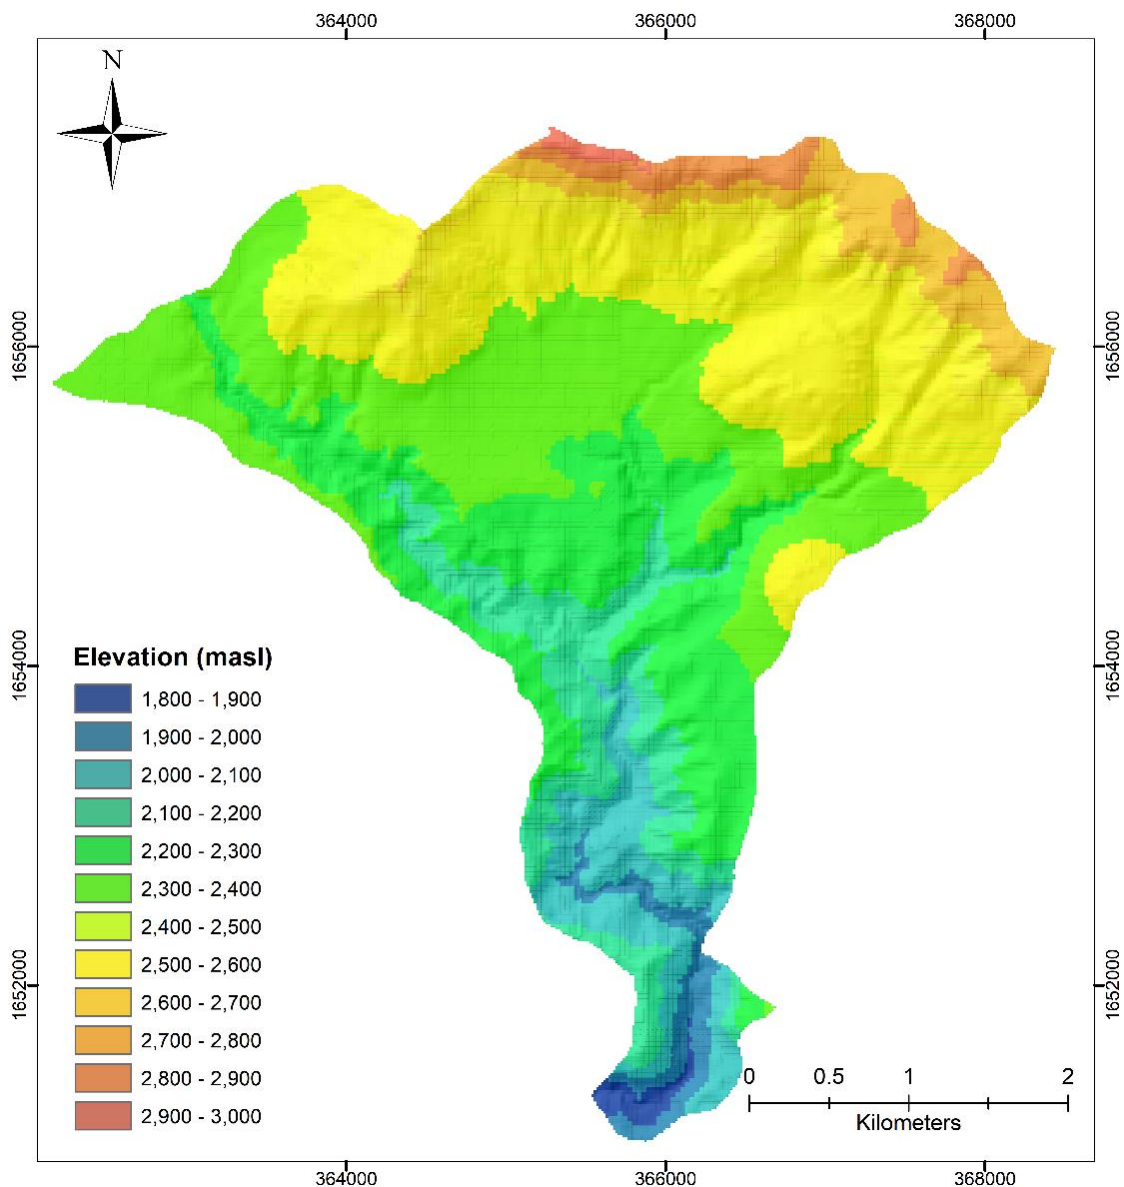 364000 366000 368000
N
1656000 1656000
1654000 1654000
Elevation (masl)
1,800 - 1,900
1,900 - 2,000
2,000 - 2,100
2,100 - 2,200
2,200 - 2,300
2,300 - 2,400
2,400 - 2,500
2,500 - 2,600
2,600 - 2,700
2,700 - 2,800
2,800 - 2,900
2,900 - 3,000
1652000 1652000
0 0.5 1 2
Kilometers
364000 366000 368000